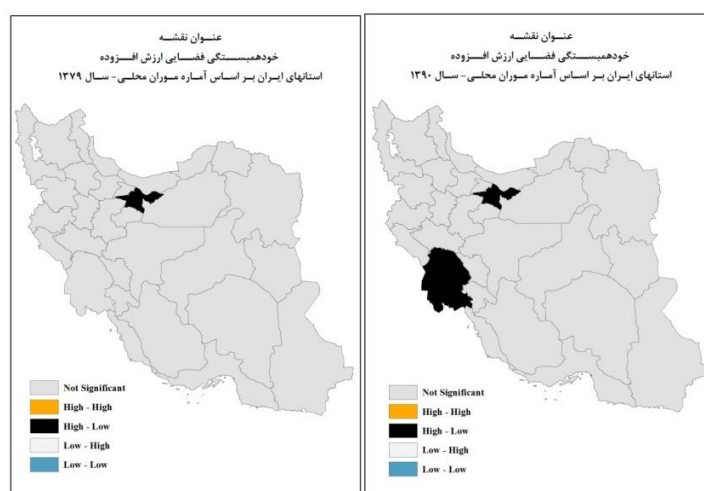 عنوان نقشه
خودهمبستگی فضایی ارزش افزوده
استانهای ایران بر اساس آماره موران محلی- سال ۱۳۷۹
Not Significant
High - High
High - Low
Low - High
Low - Low
عنوان نقشه
خودهمبستگی فضایی ارزش افزوده
استانهای ایران بر اساس آماره موران محلی- سال ۱۳۹۰
Not Significant
High - High
High - Low
Low - High
Low - Low